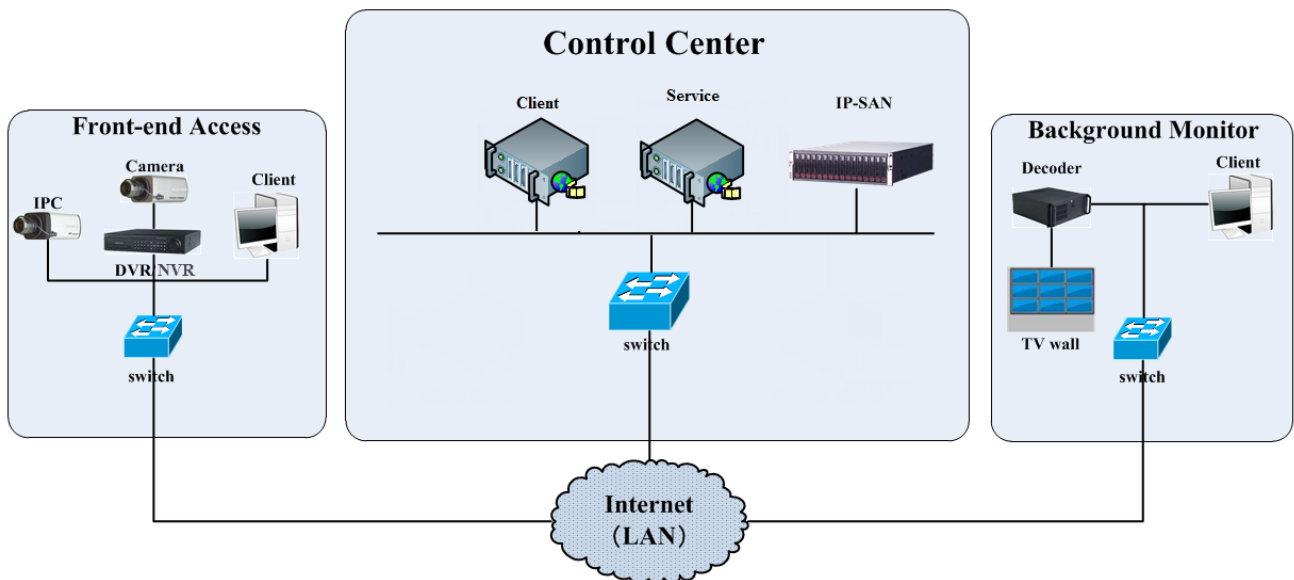 Control Center
Client
Service
IP-SAN
Front-end Access
Camera
Client
IPC
DVR/NVR
switch
switch
Background Monitor
Decoder
Client
TV wall
switch
Internet
（LAN）